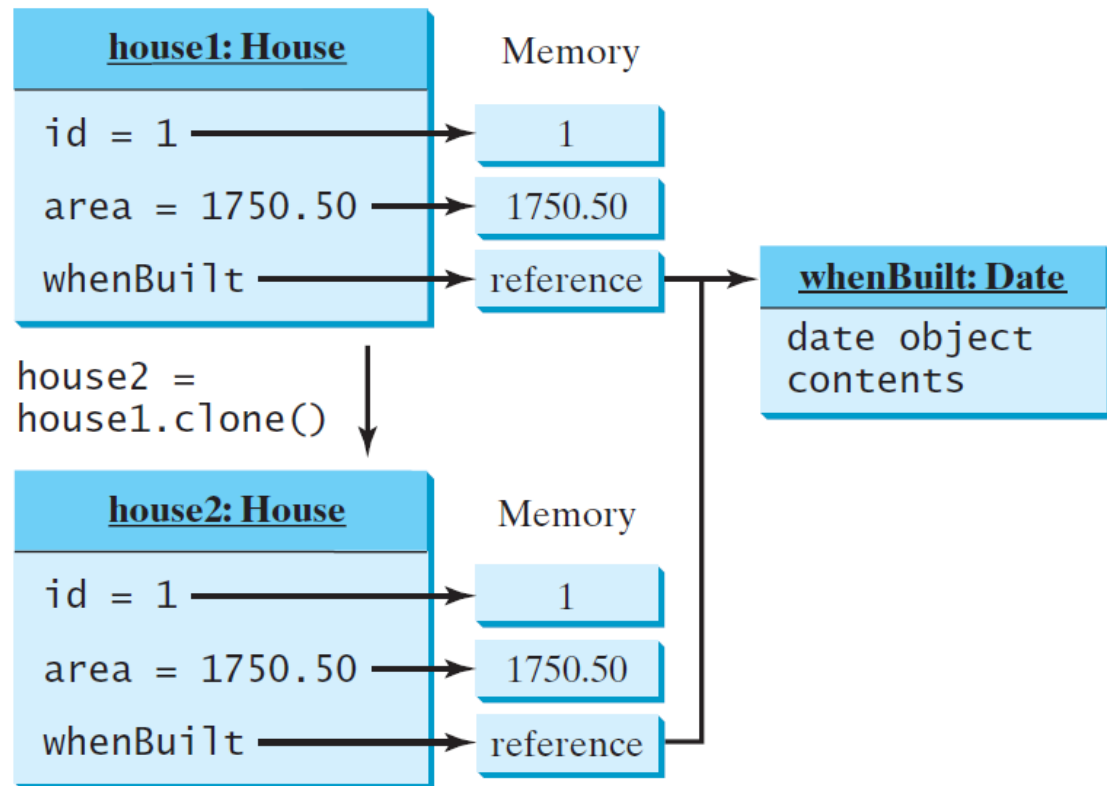 house1: House
Memory
id = 1
1
area = 1750.50
1750.50
whenBuilt
reference
whenBuilt: Date
date object
contents
house2 =
house1.clone()
house2: House
Memory
id = 1
1
area = 1750.50
1750.50
whenBuilt
reference